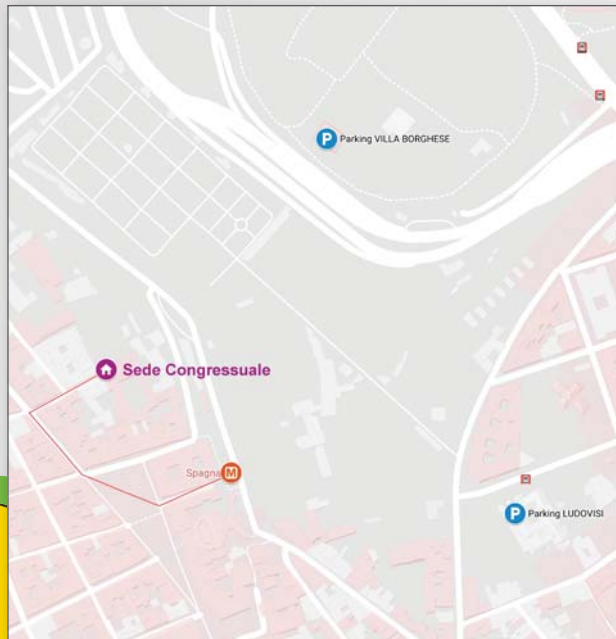 P Parking VILLA BORGHESE
Sede Congressuale
Spagna M
P Parking LUDOVISI